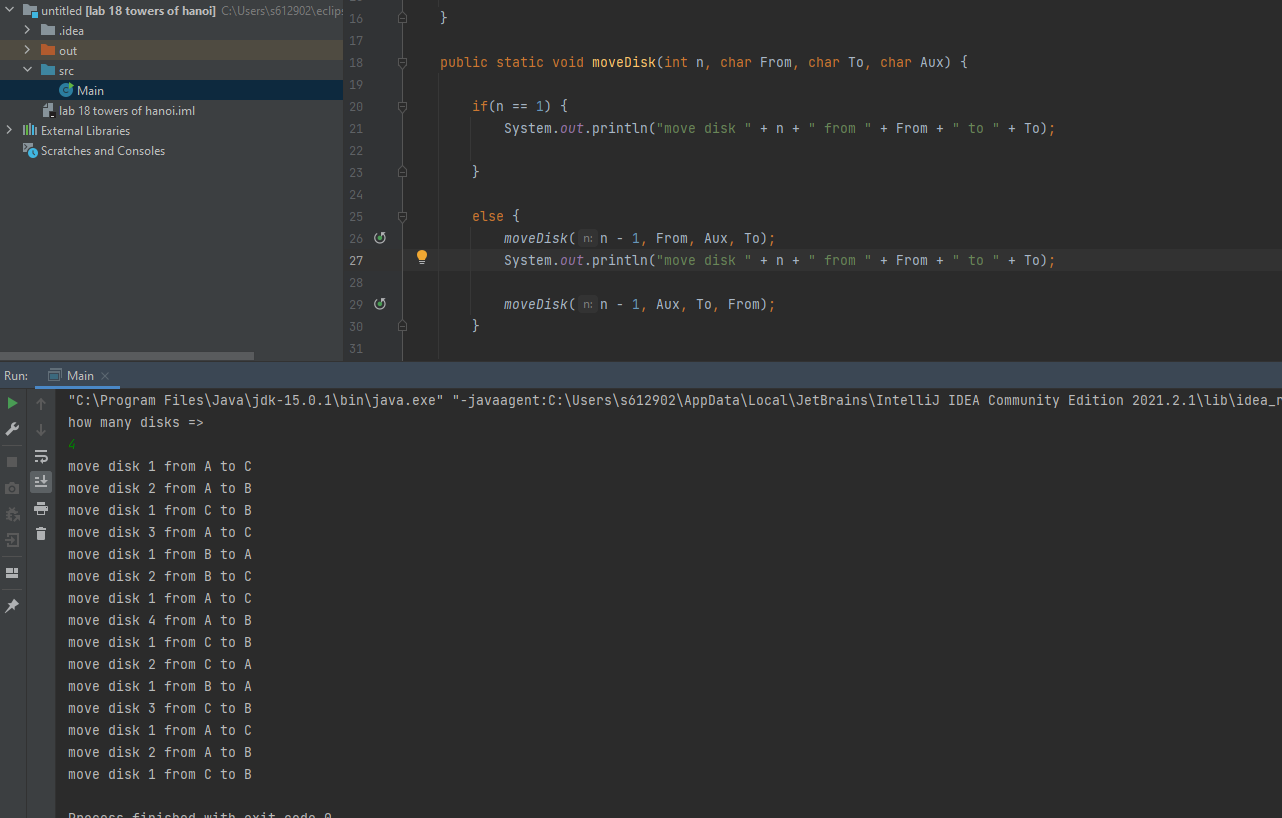 untitled [lab 18 towers of hanoi] C:\Users\s612902\eclips
.idea
out
src
Main
lab 18 towers of hanoi.iml
External Libraries
Scratches and Consoles
16 }
17
18 public static void moveDisk(int n, char From, char To, char Aux) {
19
20 if(n == 1) {
21 System.out.println("move disk " + n + " from " + From + " to " + To);
22
23 }
24
25 else {
26 moveDisk( n: n - 1, From, Aux, To);
27 System.out.println("move disk " + n + " from " + From + " to " + To);
28
29 moveDisk( n: n - 1, Aux, To, From);
30 }
31
Run: Main
"C:\Program Files\Java\jdk-15.0.1\bin\java.exe" "-javaagent:C:\Users\s612902\AppData\Local\JetBrains\IntelliJ IDEA Community Edition 2021.2.1\lib\idea_r
how many disks =>
4
move disk 1 from A to C
move disk 2 from A to B
move disk 1 from C to B
move disk 3 from A to C
move disk 1 from B to A
move disk 2 from B to C
move disk 1 from A to C
move disk 4 from A to B
move disk 1 from C to B
move disk 2 from C to A
move disk 1 from B to A
move disk 3 from C to B
move disk 1 from A to C
move disk 2 from A to B
move disk 1 from C to B
Process finished with exit code 0